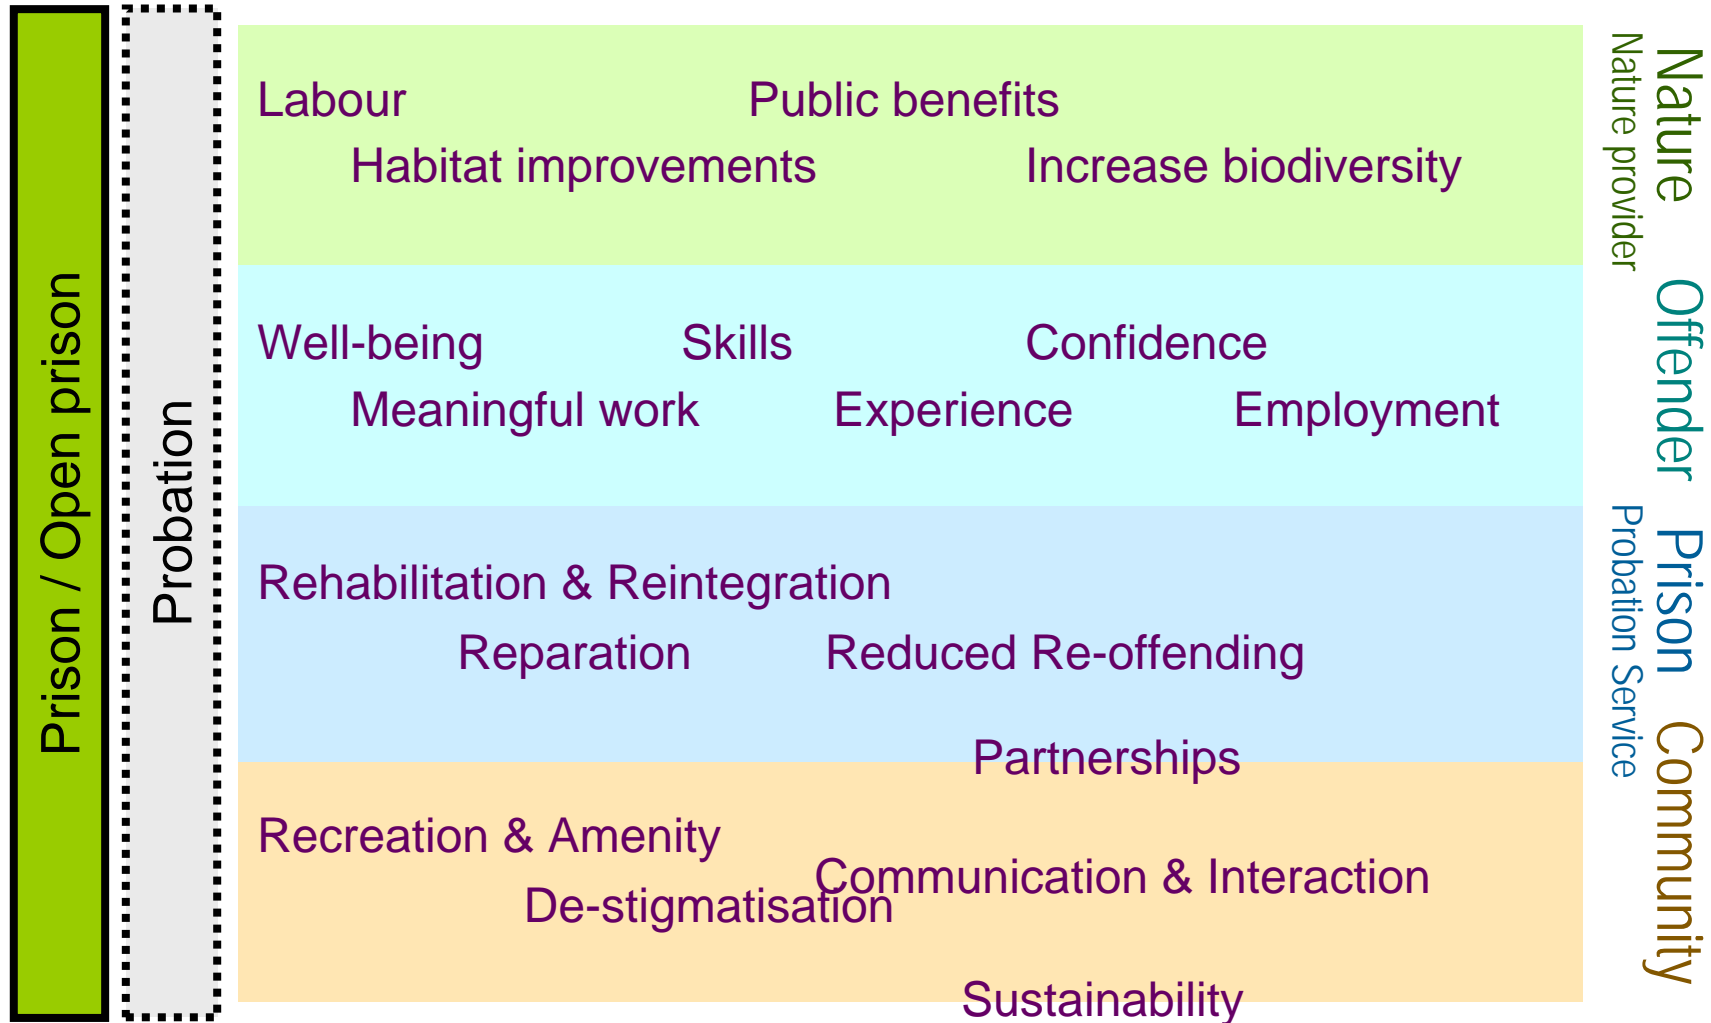 Prison / Open prison
Probation
Labour
Public benefits
Habitat improvements
Increase biodiversity
Well-being
Skills
Confidence
Meaningful work
Experience
Employment
Rehabilitation & Reintegration
Reparation
Reduced Re-offending
Partnerships
Recreation & Amenity
Communication & Interaction
De-stigmatisation
Sustainability
Nature
Nature provider
Offender
Prison
Probation Service
Community